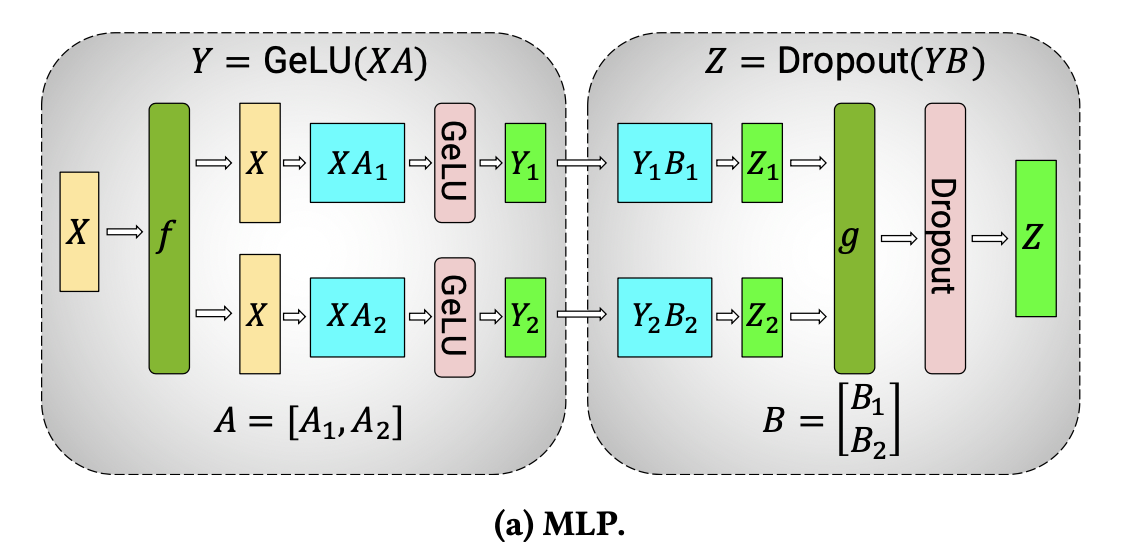 Y = GeLU(XA)
Z = Dropout(YB)
X
f
X
XA₁
GeLU
Y₁
X
XA₂
GeLU
Y₂
Y₁B₁
Z₁
Y₂B₂
Z₂
g
Dropout
Z
A = [A₁, A₂]
B = [B₁
B₂]
(a) MLP.